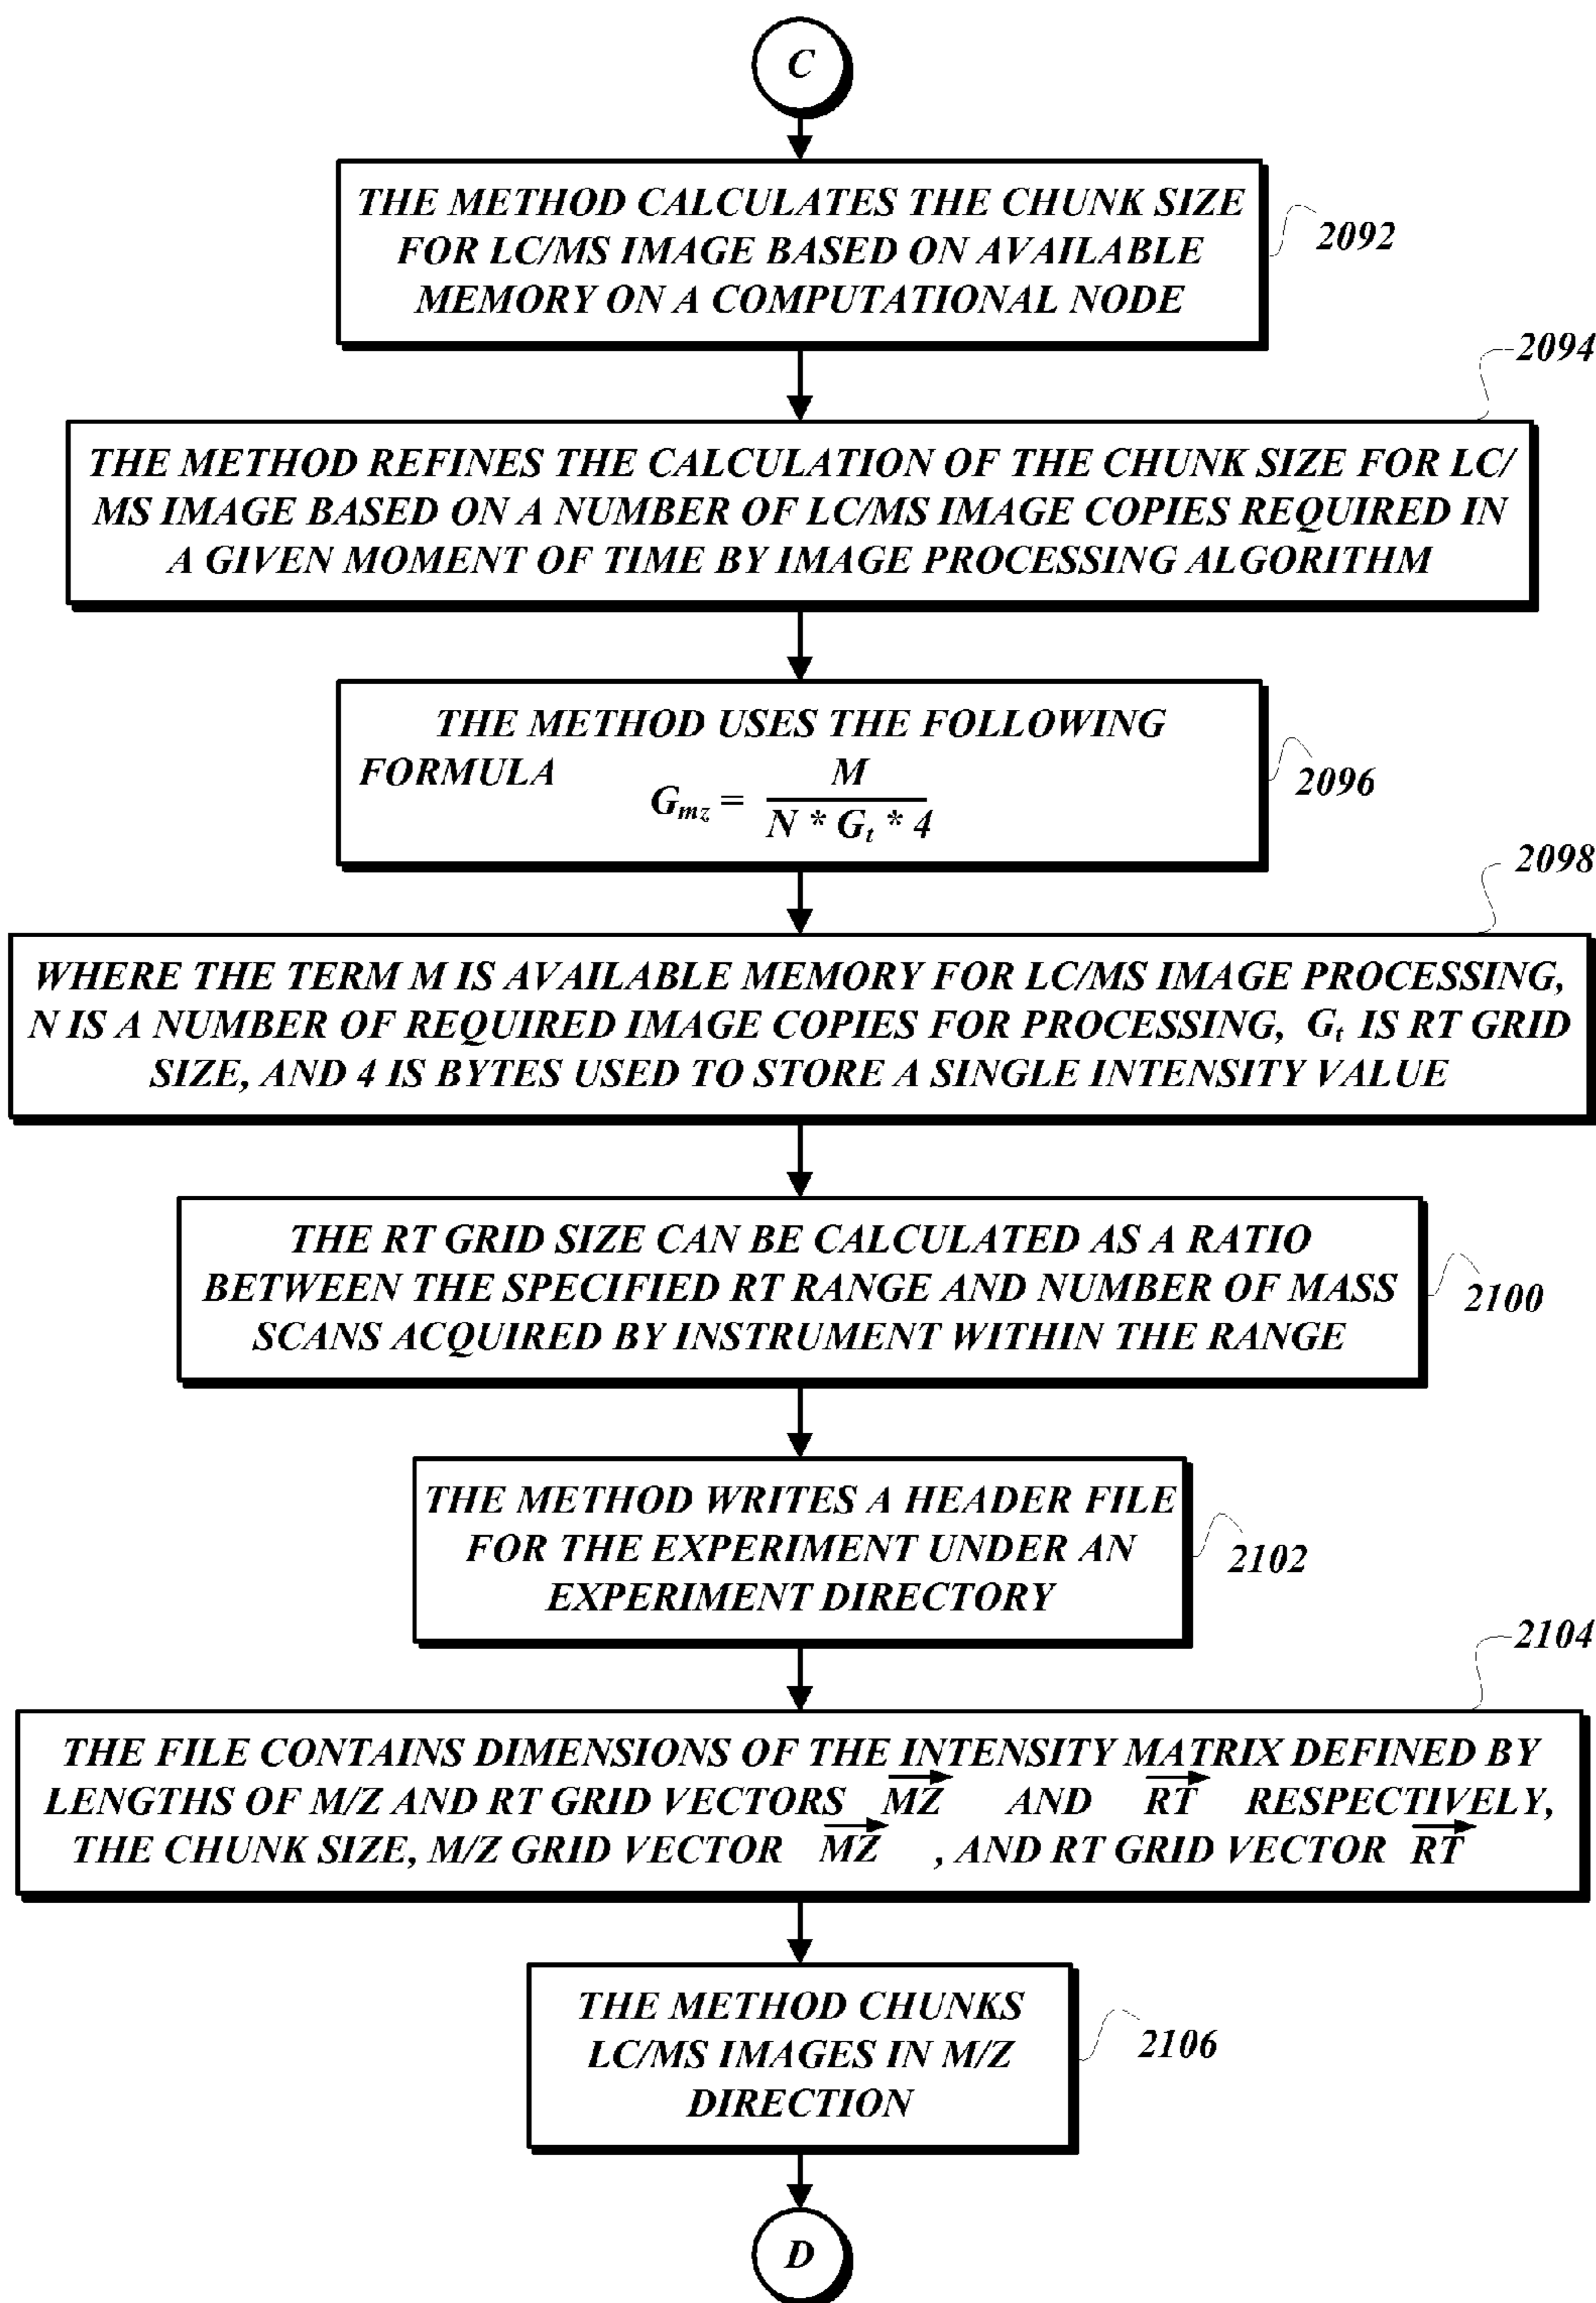 C
THE METHOD CALCULATES THE CHUNK SIZE
FOR LC/MS IMAGE BASED ON AVAILABLE
MEMORY ON A COMPUTATIONAL NODE
2092
2094
THE METHOD REFINES THE CALCULATION OF THE CHUNK SIZE FOR LC/
MS IMAGE BASED ON A NUMBER OF LC/MS IMAGE COPIES REQUIRED IN
A GIVEN MOMENT OF TIME BY IMAGE PROCESSING ALGORITHM
THE METHOD USES THE FOLLOWING
FORMULA G_{mz} = \frac{M}{N * G_t * 4}
2096
2098
WHERE THE TERM M IS AVAILABLE MEMORY FOR LC/MS IMAGE PROCESSING,
N IS A NUMBER OF REQUIRED IMAGE COPIES FOR PROCESSING, G_t IS RT GRID
SIZE, AND 4 IS BYTES USED TO STORE A SINGLE INTENSITY VALUE
THE RT GRID SIZE CAN BE CALCULATED AS A RATIO
BETWEEN THE SPECIFIED RT RANGE AND NUMBER OF MASS
SCANS ACQUIRED BY INSTRUMENT WITHIN THE RANGE
2100
THE METHOD WRITES A HEADER FILE
FOR THE EXPERIMENT UNDER AN
EXPERIMENT DIRECTORY
2102
2104
THE FILE CONTAINS DIMENSIONS OF THE INTENSITY MATRIX DEFINED BY
LENGTHS OF M/Z AND RT GRID VECTORS \overrightarrow{MZ} AND \overrightarrow{RT} RESPECTIVELY,
THE CHUNK SIZE, M/Z GRID VECTOR \overrightarrow{MZ} , AND RT GRID VECTOR \overrightarrow{RT}
THE METHOD CHUNKS
LC/MS IMAGES IN M/Z
DIRECTION
2106
D